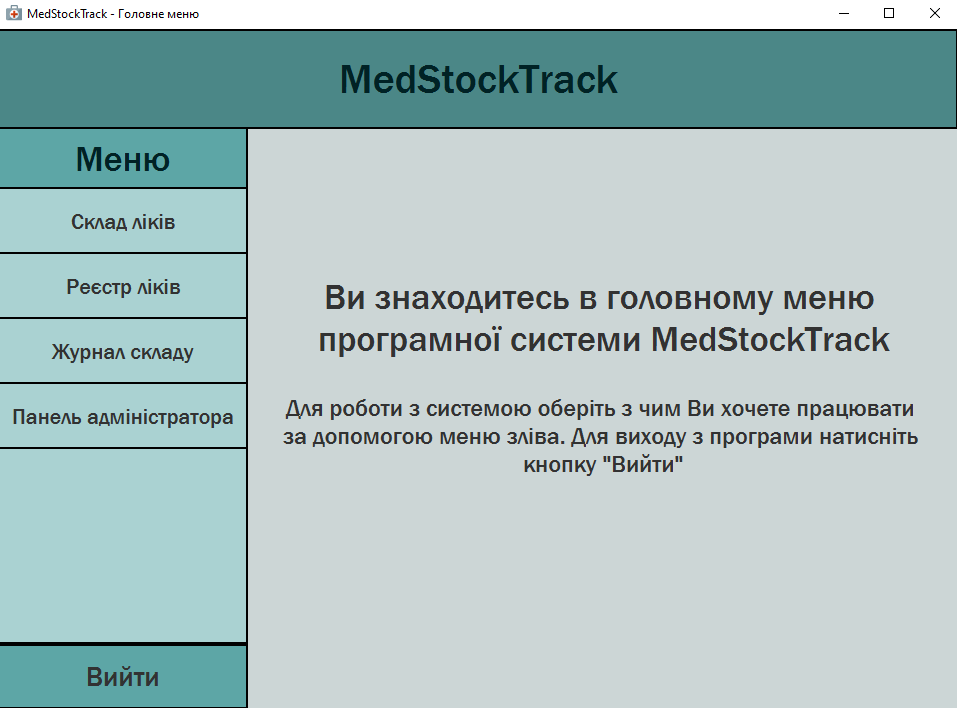 MedStockTrack - Головне меню
MedStockTrack
Меню
Склад ліків
Реєстр ліків
Журнал складу
Панель адміністратора
Вийти
Ви знаходитесь в головному меню
програмної системи MedStockTrack
Для роботи з системою оберіть з чим Ви хочете працювати
за допомогою меню зліва. Для виходу з програми натисніть
кнопку "Вийти"